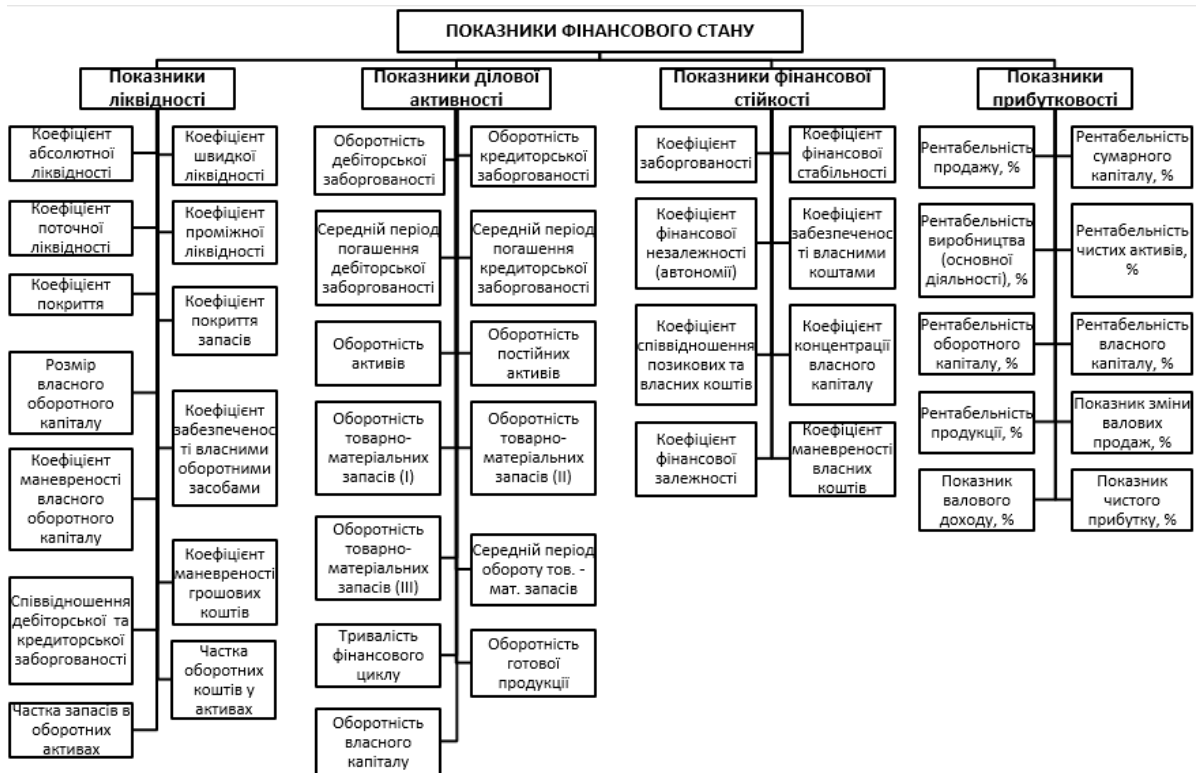 ПОКАЗНИКИ ФІНАНСОВОГО СТАНУ
Показники
ліквідності
Коефіцієнт
абсолютної
ліквідності
Коефіцієнт
швидкої
ліквідності
Коефіцієнт
поточної
ліквідності
Коефіцієнт
проміжної
ліквідності
Коефіцієнт
покриття
Коефіцієнт
покриття
запасів
Розмір
власного
оборотного
капіталу
Коефіцієнт
забезпеченос
ті власними
оборотними
засобами
Коефіцієнт
маневреності
власного
оборотного
капіталу
Коефіцієнт
маневреності
грошових
коштів
Співвідношення
дебіторської та
кредиторської
заборгованості
Частка
оборотних
коштів у
активах
Частка запасів в
оборотних
активах
Показники ділової
активності
Оборотність
дебіторської
заборгованості
Оборотність
кредиторської
заборгованості
Середній період
погашення
дебіторської
заборгованості
Середній період
погашення
кредиторської
заборгованості
Оборотність
активів
Оборотність
постійних
активів
Оборотність
товарно-
матеріальних
запасів (І)
Оборотність
товарно-
матеріальних
запасів (ІІ)
Оборотність
товарно-
матеріальних
запасів (ІІІ)
Середній період
обороту тов. -
мат. запасів
Тривалість
фінансового
циклу
Оборотність
готової
продукції
Оборотність
власного
капіталу
Показники фінансової
стійкості
Коефіцієнт
заборгованості
Коефіцієнт
фінансової
стабільності
Коефіцієнт
фінансової
незалежності
(автономії)
Коефіцієнт
забезпеченос
ті власними
коштами
Коефіцієнт
співвідношення
позикових та
власних коштів
Коефіцієнт
концентрації
власного
капіталу
Коефіцієнт
фінансової
залежності
Коефіцієнт
маневреності
власних
коштів
Показники
прибутковості
Рентабельність
продажу, %
Рентабельність
сумарного
капіталу, %
Рентабельність
виробництва
(основної
діяльності), %
Рентабельність
чистих активів,
%
Рентабельність
оборотного
капіталу, %
Рентабельність
власного
капіталу, %
Рентабельність
продукції, %
Показник зміни
валових
продаж, %
Показник
валового
доходу, %
Показник
чистого
прибутку, %